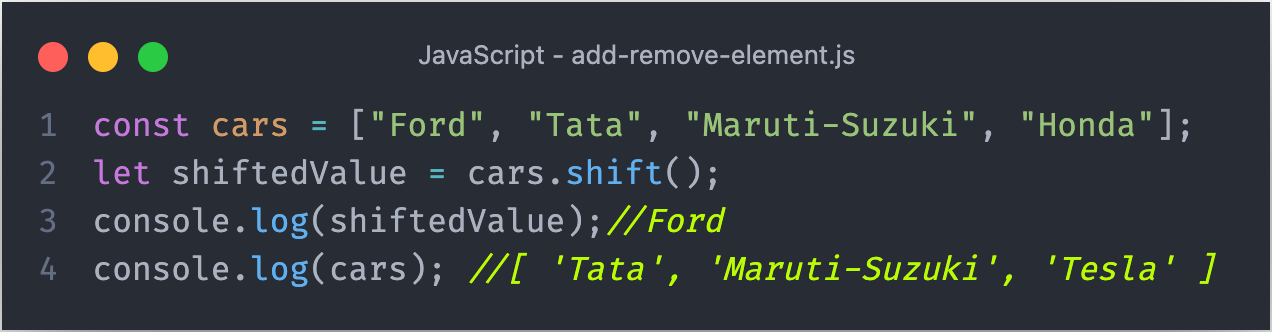 JavaScript - add-remove-element.js
1 const cars = ["Ford", "Tata", "Maruti-Suzuki", "Honda"];
2 let shiftedValue = cars.shift();
3 console.log(shiftedValue);//Ford
4 console.log(cars); //[ 'Tata', 'Maruti-Suzuki', 'Tesla' ]